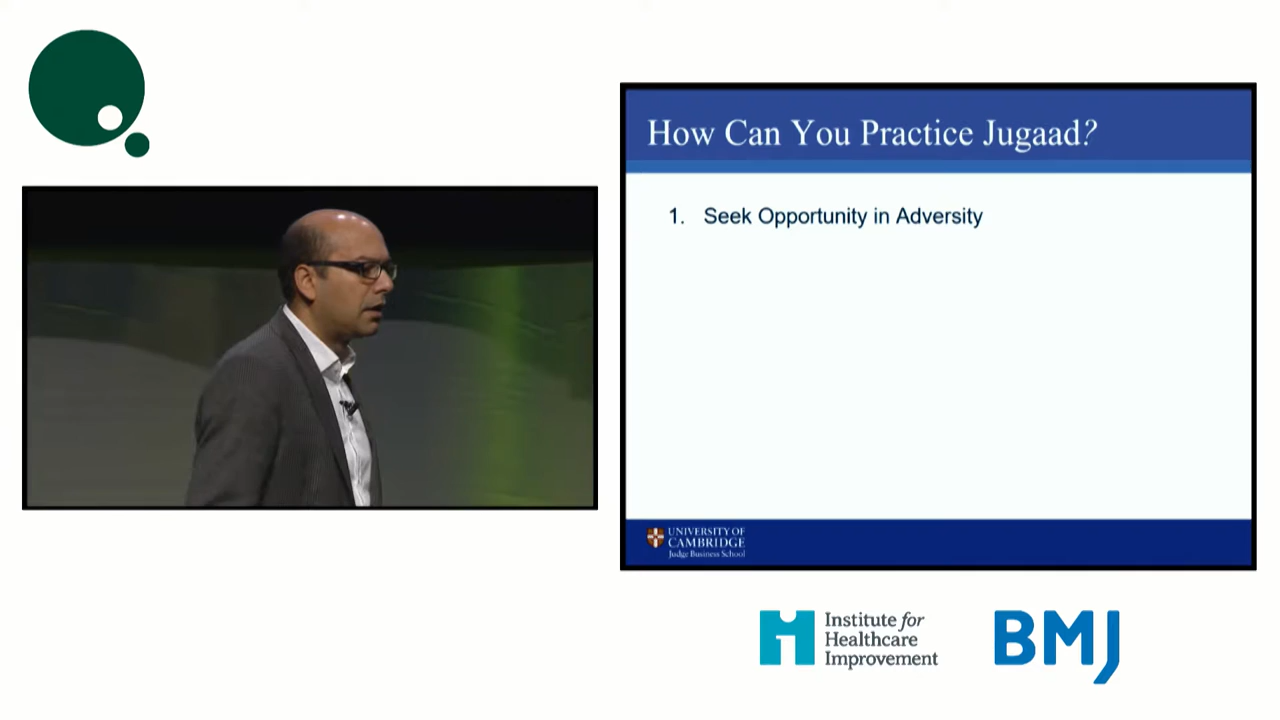 How Can You Practice Jugaad?
1. Seek Opportunity in Adversity
UNIVERSITY OF
CAMBRIDGE
Judge Business School
Institute for
Healthcare
Improvement
BMJ